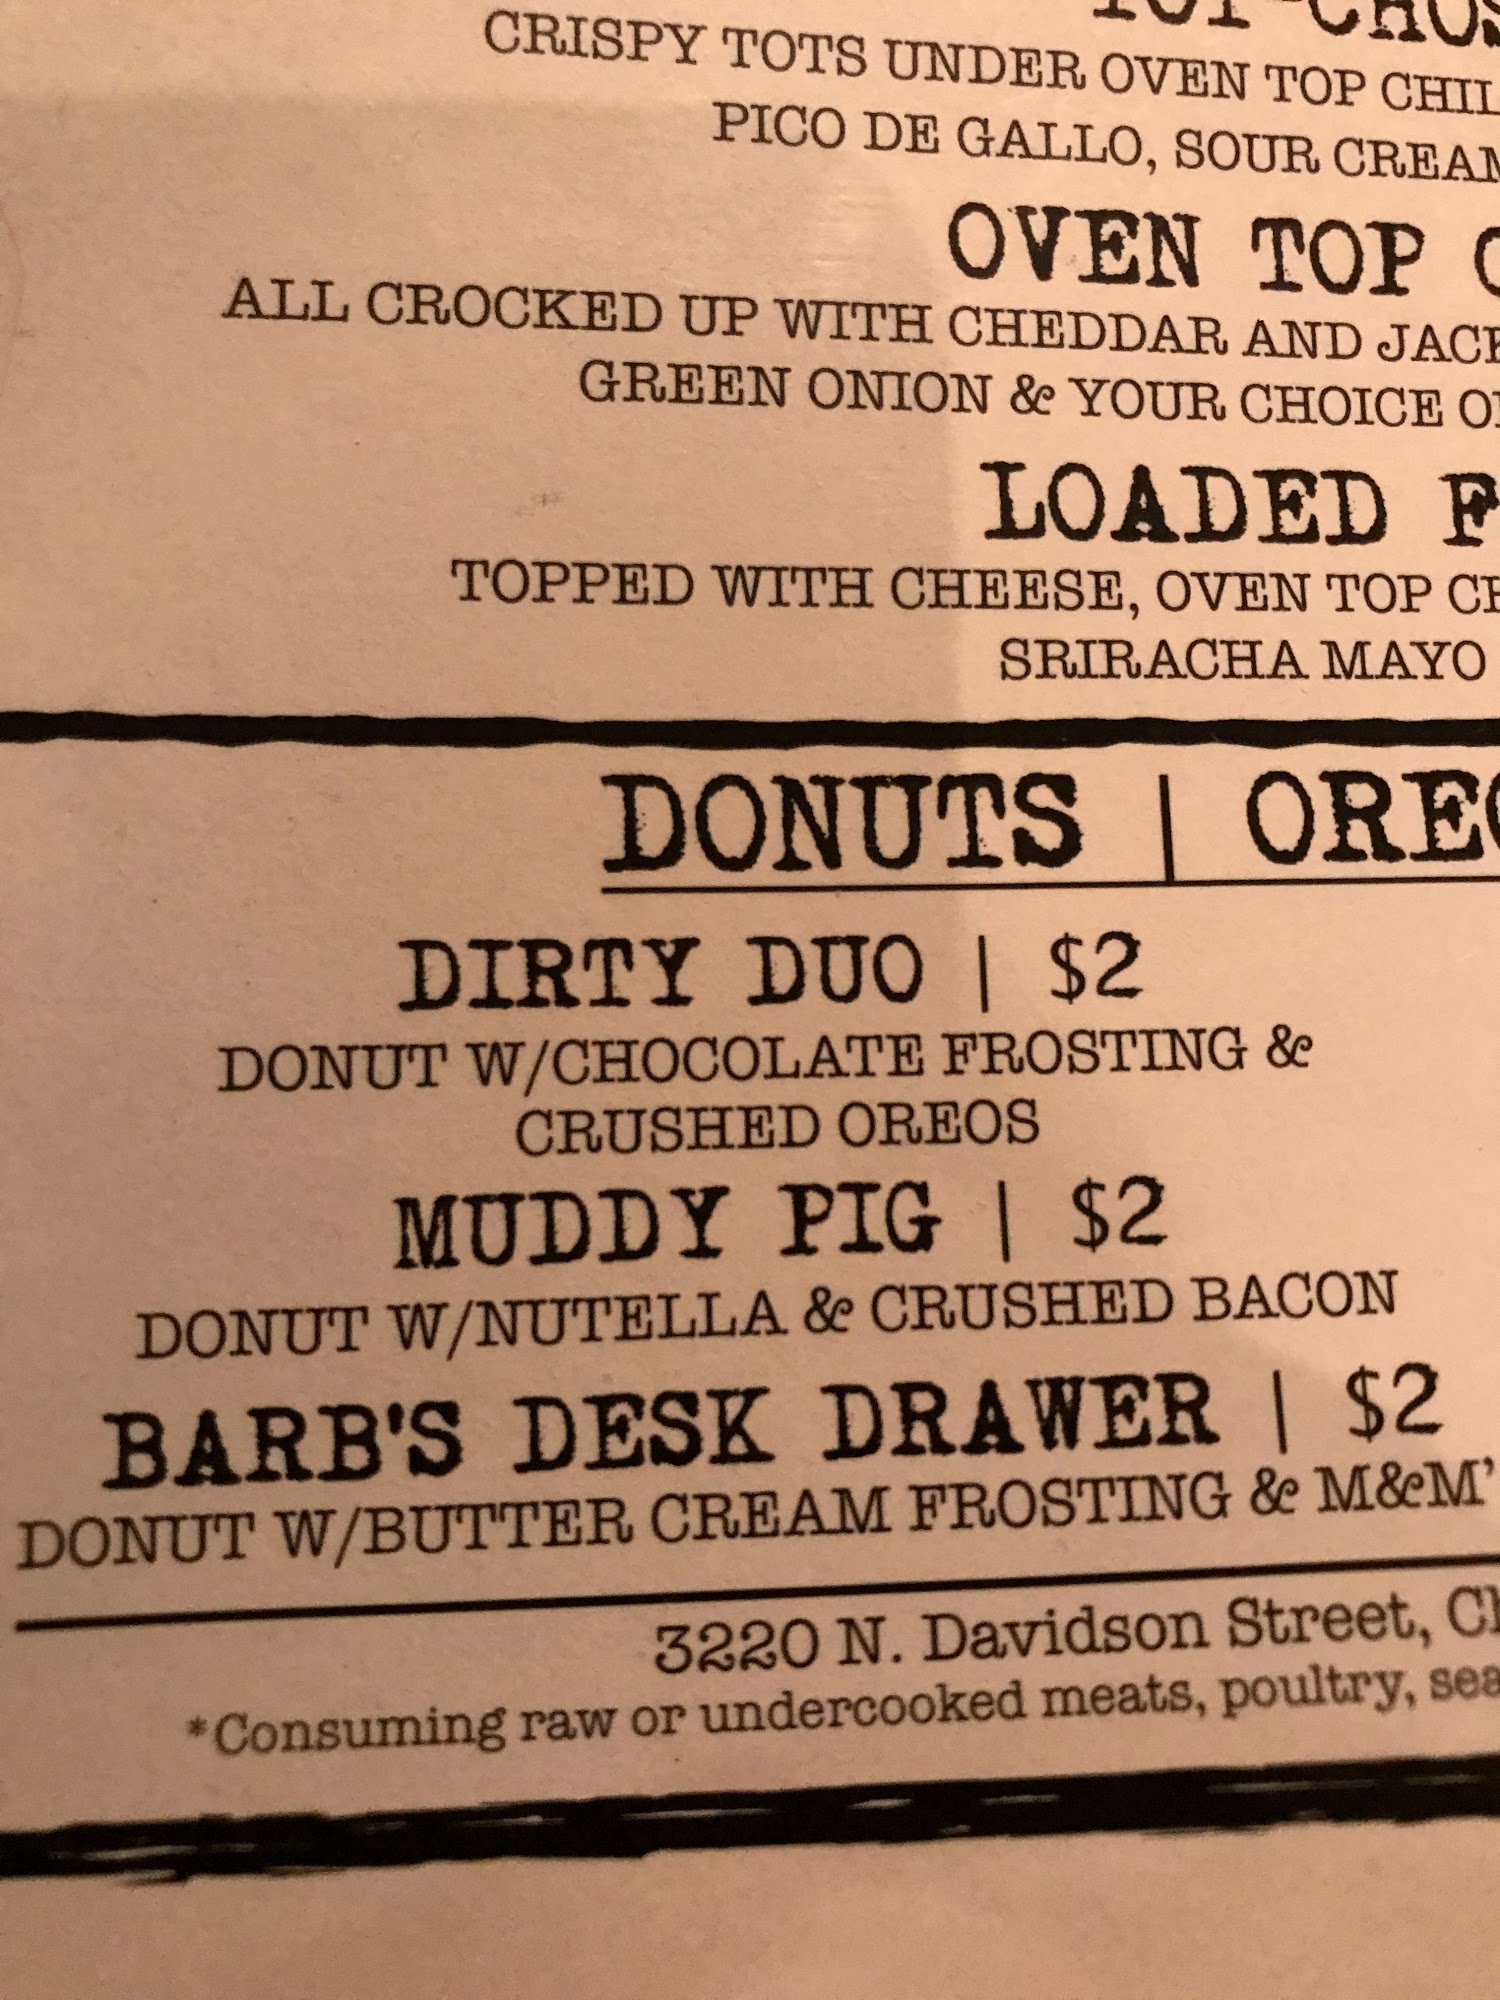 CRISPY TOTS UNDER OVEN TOP
PICO DE GALLO, SOUR
OVEN TOP
ALL CROCKED UP WITH CHEDDAR AND
GREEN ONION & YOUR CHOICE
LOADED
TOPPED WITH CHEESE, OVEN TOP
SRIRACHA MAYO
DONUTS |
DIRTY DUO | $2
DONUT W/CHOCOLATE FROSTING &
CRUSHED OREOS
MUDDY PIG | $2
DONUT W/NUTELLA & CRUSHED BACON
BARB'S DESK DRAWER | $2
DONUT W/BUTTER CREAM FROSTING & M&M'
3220 N. Davidson Street,
*Consuming raw or undercooked meats, poultry,